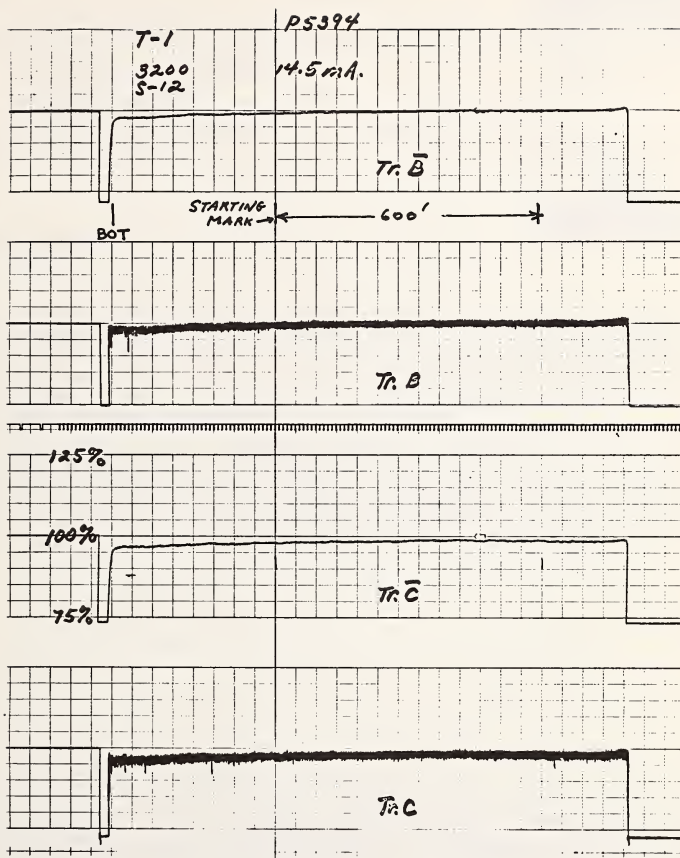 P5394
T-1
3200 14.5 mA.
S-12
Tr. B̅
STARTING MARK 600'
BOT
Tr. B
125%
100%
Tr. C̅
75%
Tr. C